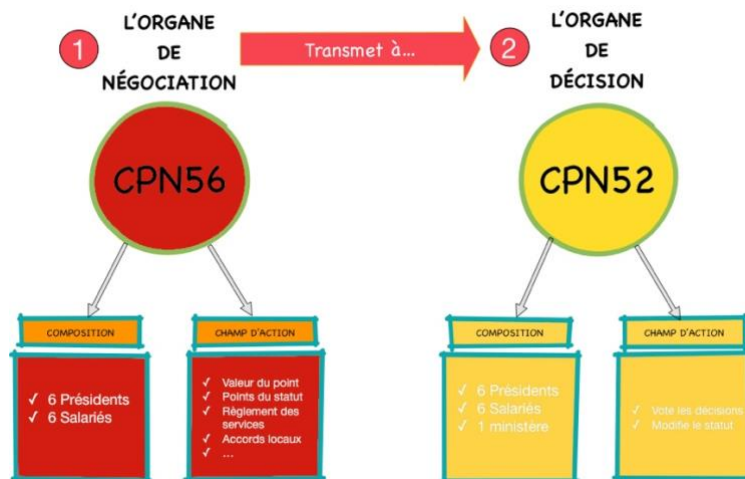 1
L'ORGANE
DE
NÉGOCIATION
Transmet à...
2
L'ORGANE
DE
DÉCISION
CPN56
CPN52
COMPOSITION
✓ 6 Présidents
✓ 6 Salariés
CHAMP D'ACTION
✓ Valeur du point
✓ Points du statut
✓ Règlement des
services
✓ Accords locaux
✓ ...
COMPOSITION
✓ 6 Présidents
✓ 6 Salariés
✓ 1 ministère
CHAMP D'ACTION
✓ Vote les décisions
✓ Modifie le statut